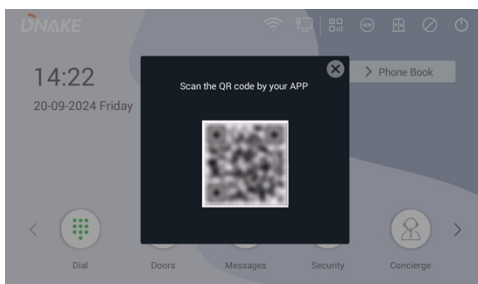 DNAKE
14:22
20-09-2024 Friday
Scan the QR code by your APP
Phone Book
Dial
Doors
Messages
Security
Concierge